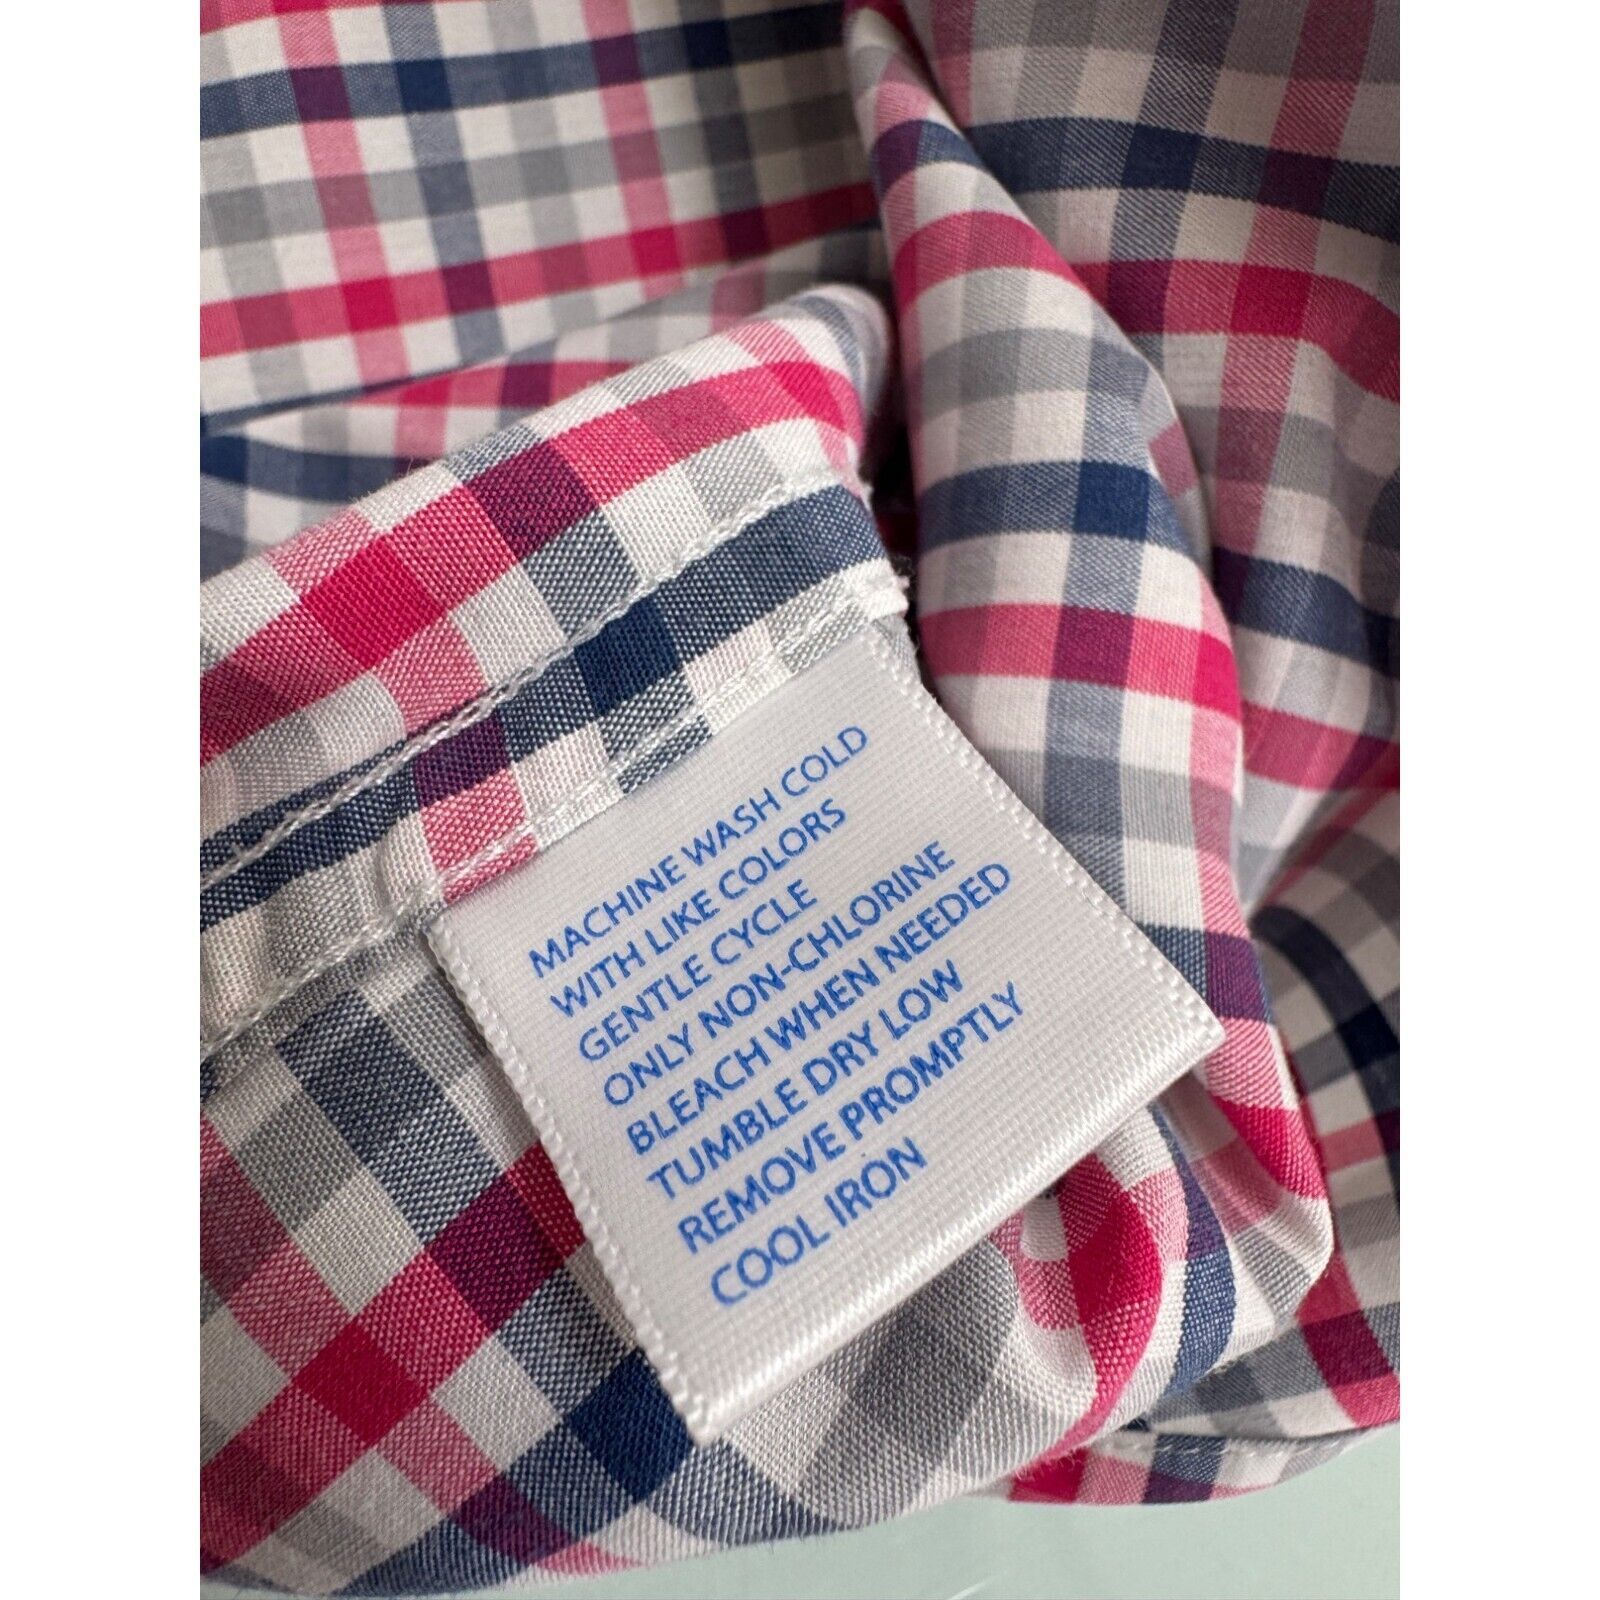 MACHINE WASH COLD
WITH LIKE COLORS
GENTLE CYCLE
ONLY NON-CHLORINE
BLEACH WHEN NEEDED
TUMBLE DRY LOW
REMOVE PROMPTLY
COOL IRON